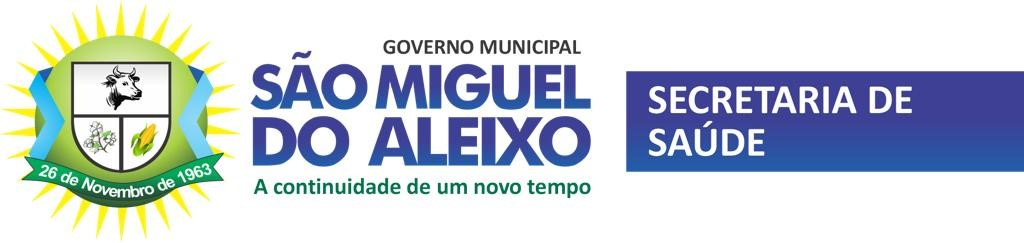 26 de Novembro de 1963
GOVERNO MUNICIPAL
SÃO MIGUEL
DO ALEIXO
A continuidade de um novo tempo
SECRETARIA DE
SAÚDE